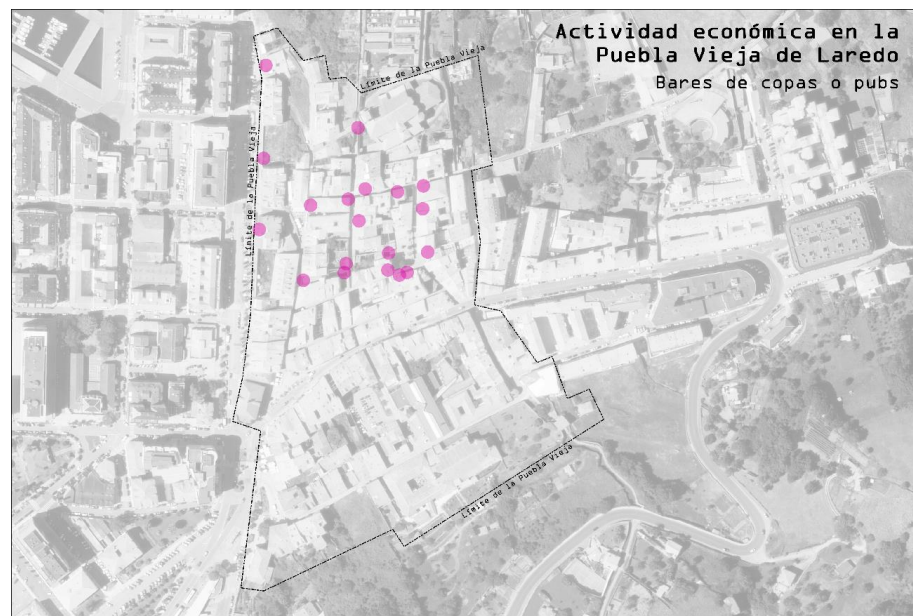 Actividad económica en la
Puebla Vieja de Laredo
Bares de copas o pubs
Límite de la Puebla Vieja
Límite de la Puebla Vieja
Límite de la Puebla Vieja